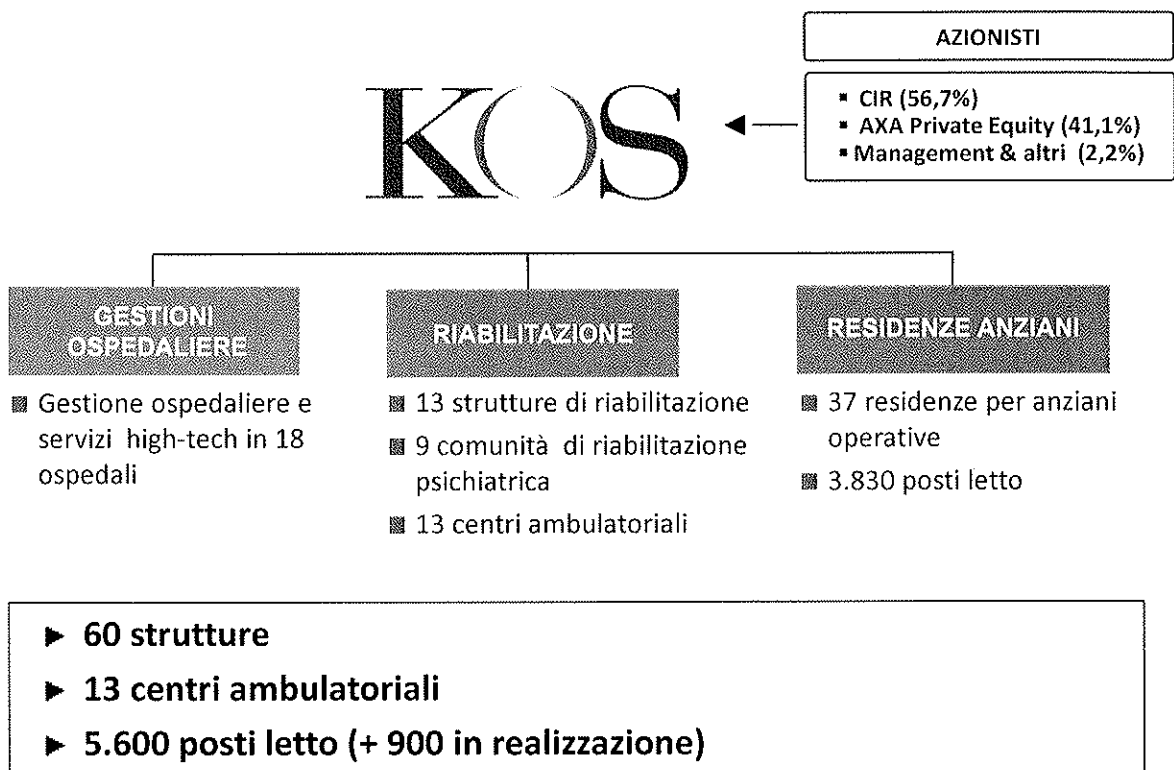 AZIONISTI
KOS
▪ CIR (56,7%)
▪ AXA Private Equity (41,1%)
▪ Management & altri (2,2%)
GESTIONI
OSPEDALIERE
■ Gestione ospedaliere e
servizi high-tech in 18
ospedali
RIABILITAZIONE
■ 13 strutture di riabilitazione
■ 9 comunità di riabilitazione
psichiatrica
■ 13 centri ambulatoriali
RESIDENZE ANZIANI
■ 37 residenze per anziani
operative
■ 3.830 posti letto
► 60 strutture
► 13 centri ambulatoriali
► 5.600 posti letto (+ 900 in realizzazione)